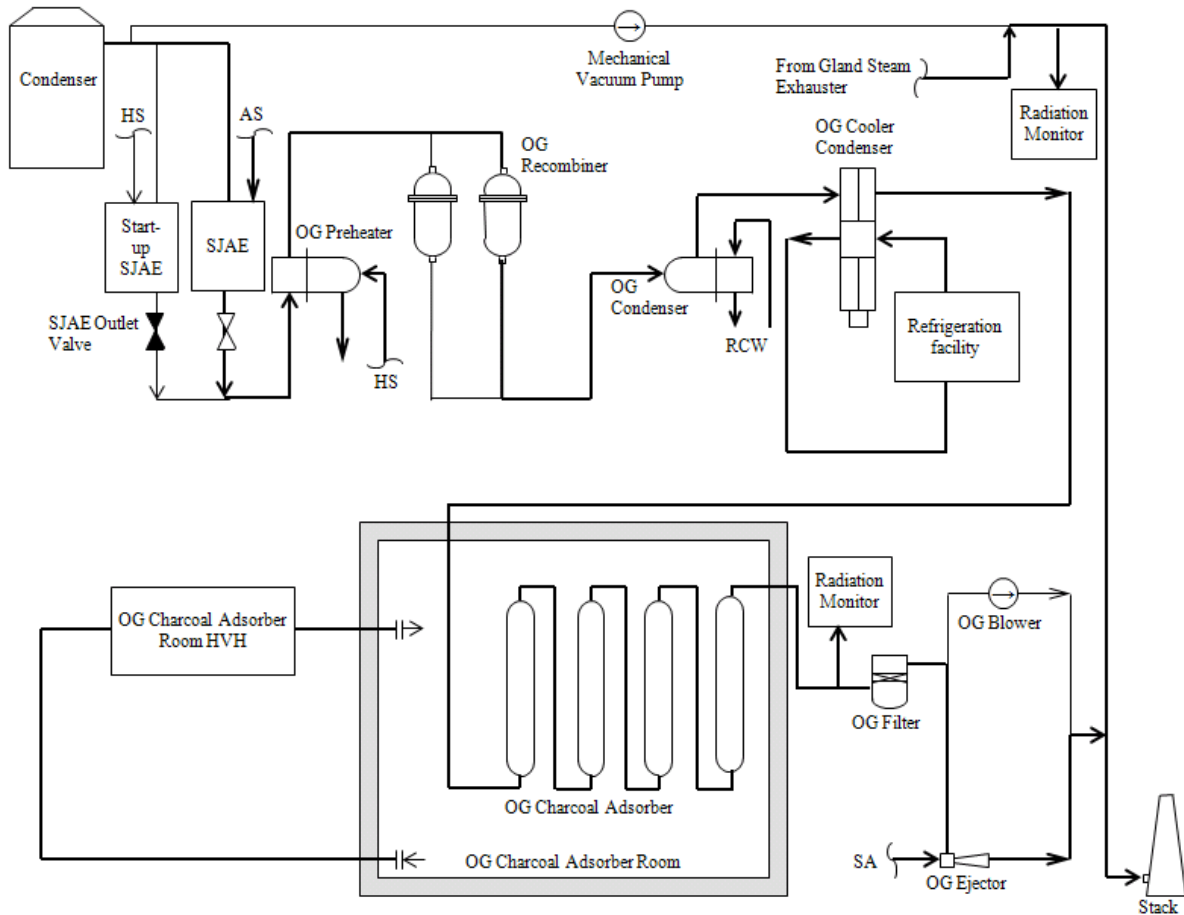 Condenser
Mechanical
Vacuum Pump
From Gland Steam
Exhauster
Radiation
Monitor
HS
AS
OG
Recombiner
OG Cooler
Condenser
Start-
up
SJAE
SJAE
OG Preheater
SJAE Outlet
Valve
HS
OG
Condenser
RCW
Refrigeration
facility
OG Charcoal Adsorber
Room HVH
Radiation
Monitor
OG Blower
OG Filter
OG Charcoal Adsorber
OG Charcoal Adsorber Room
SA
OG Ejector
Stack